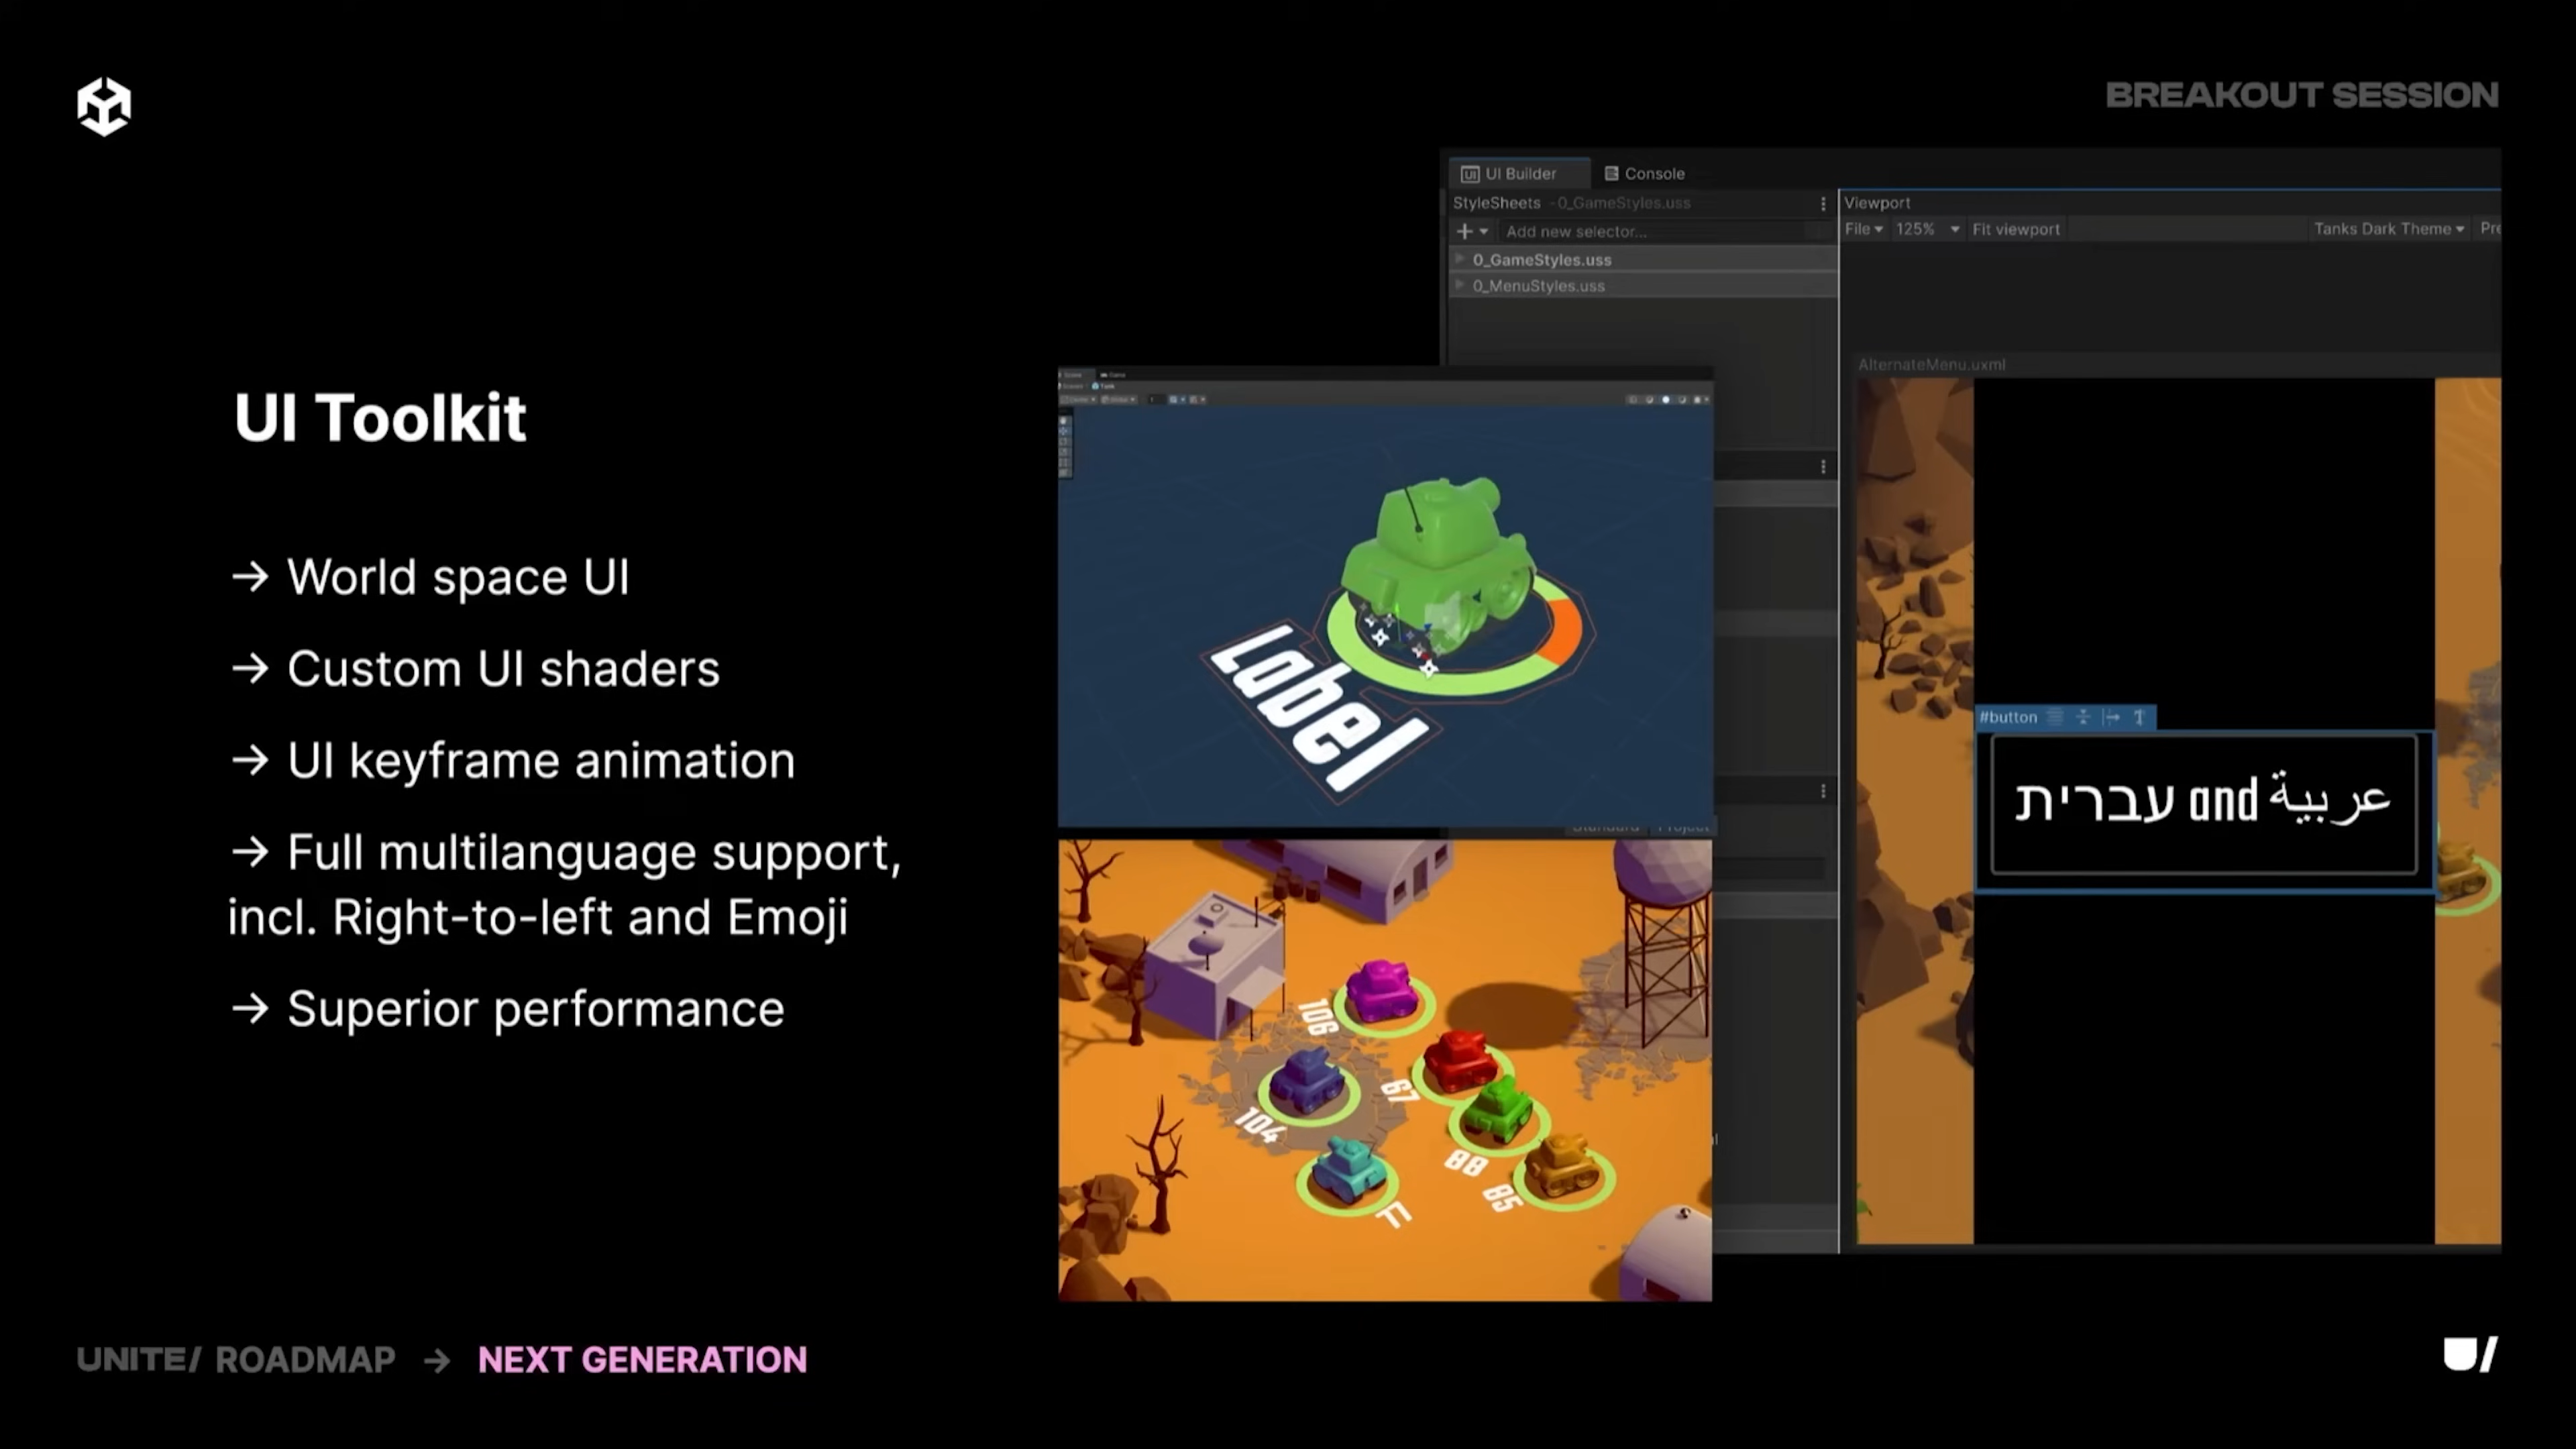 BREAKOUT SESSION
UI Toolkit
→ World space UI
→ Custom UI shaders
→ UI keyframe animation
→ Full multilanguage support,
incl. Right-to-left and Emoji
→ Superior performance
UI Builder
Console
StyleSheets - 0_GameStyles.uss
Add new selector...
0_GameStyles.uss
0_MenuStyles.uss
Viewport
File 125% Fit viewport
Tanks Dark Theme
AlternateMenu.uxml
#button
עברית and عربية
Label
106
104
67
88
85
77
UNITE/ ROADMAP → NEXT GENERATION
U/